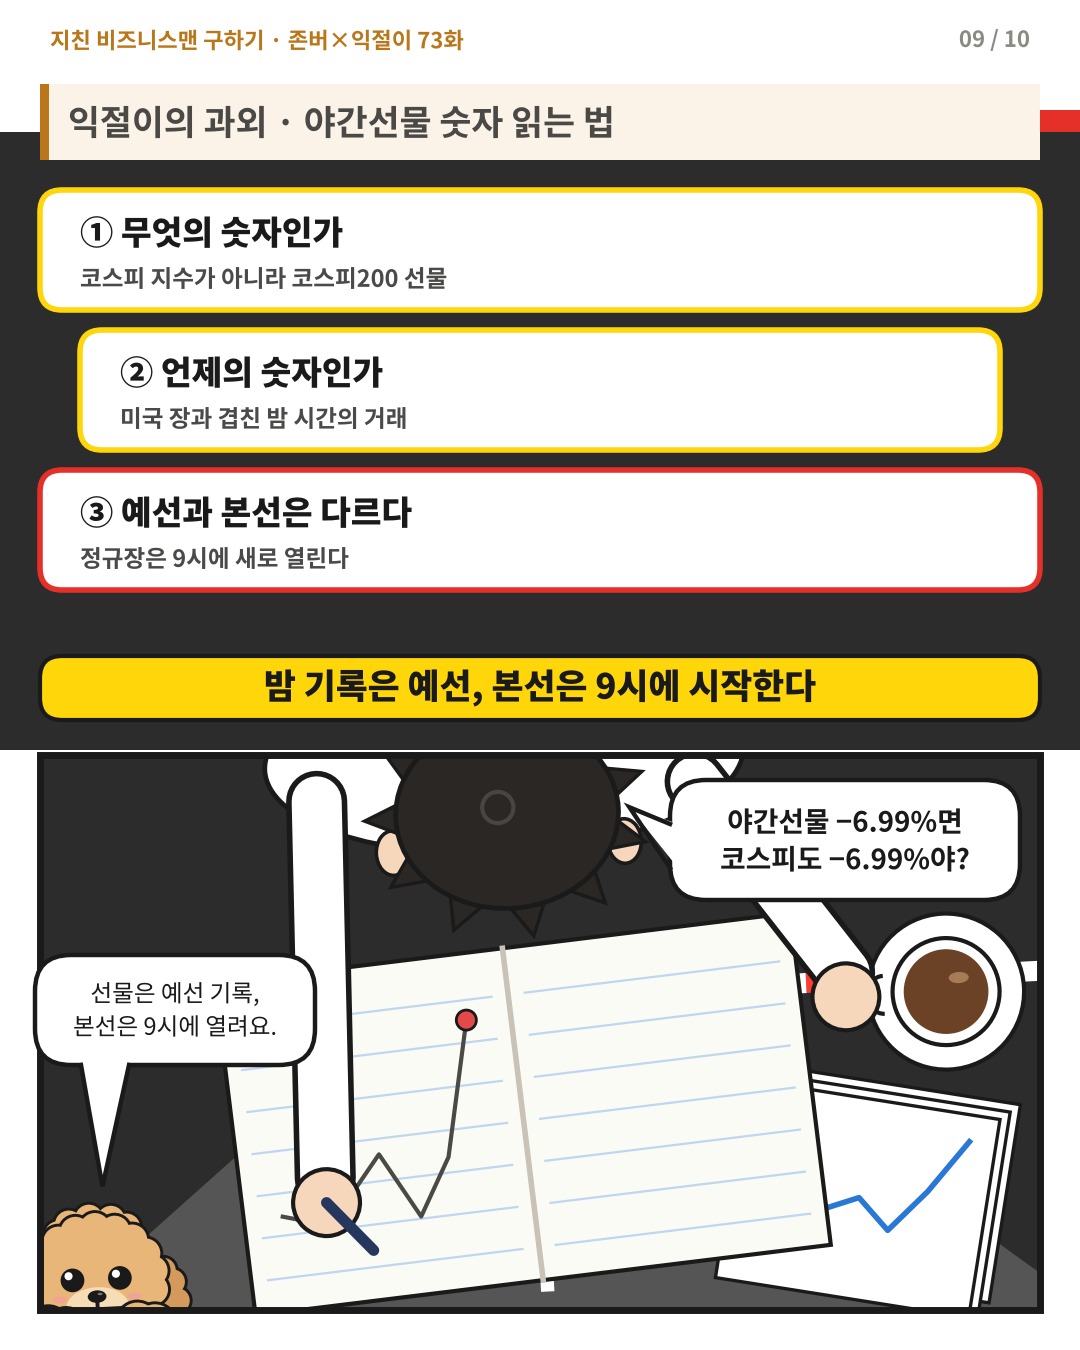 지친 비즈니스맨 구하기 · 존버×익절이 73화
09 / 10
익절이의 과외 · 야간선물 숫자 읽는 법
① 무엇의 숫자인가
코스피 지수가 아니라 코스피200 선물
② 언제의 숫자인가
미국 장과 겹친 밤 시간의 거래
③ 예선과 본선은 다르다
정규장은 9시에 새로 열린다
밤 기록은 예선, 본선은 9시에 시작한다
야간선물 −6.99%면
코스피도 −6.99%야?
선물은 예선 기록,
본선은 9시에 열려요.